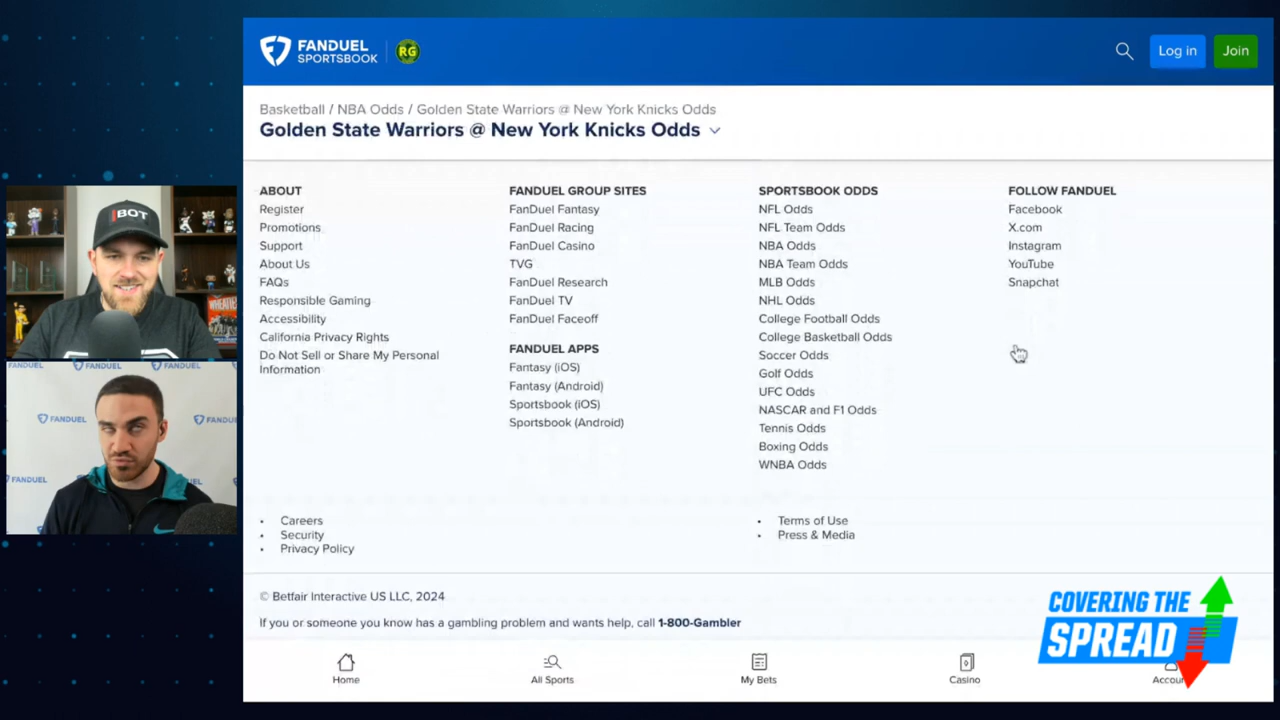 FANDUEL
SPORTSBOOK
RG
Log in
Join
Basketball / NBA Odds / Golden State Warriors @ New York Knicks Odds
Golden State Warriors @ New York Knicks Odds
ABOUT
Register
Promotions
Support
About Us
FAQs
Responsible Gaming
Accessibility
California Privacy Rights
Do Not Sell or Share My Personal
Information
FANDUEL GROUP SITES
FanDuel Fantasy
FanDuel Racing
FanDuel Casino
TVG
FanDuel Research
FanDuel TV
FanDuel Faceoff
FANDUEL APPS
Fantasy (iOS)
Fantasy (Android)
Sportsbook (iOS)
Sportsbook (Android)
SPORTSBOOK ODDS
NFL Odds
NFL Team Odds
NBA Odds
NBA Team Odds
MLB Odds
NHL Odds
College Football Odds
College Basketball Odds
Soccer Odds
Golf Odds
UFC Odds
NASCAR and F1 Odds
Tennis Odds
Boxing Odds
WNBA Odds
FOLLOW FANDUEL
Facebook
X.com
Instagram
YouTube
Snapchat
• Careers
• Security
• Privacy Policy
• Terms of Use
• Press & Media
© Betfair Interactive US LLC, 2024
If you or someone you know has a gambling problem and wants help, call 1-800-Gambler
Home
All Sports
My Bets
Casino
Accou
COVERING THE
SPREAD
BOT
WHEATIES
FANDUEL FANDUEL FANDUEL
FANDUEL FANDUEL
FANDUEL